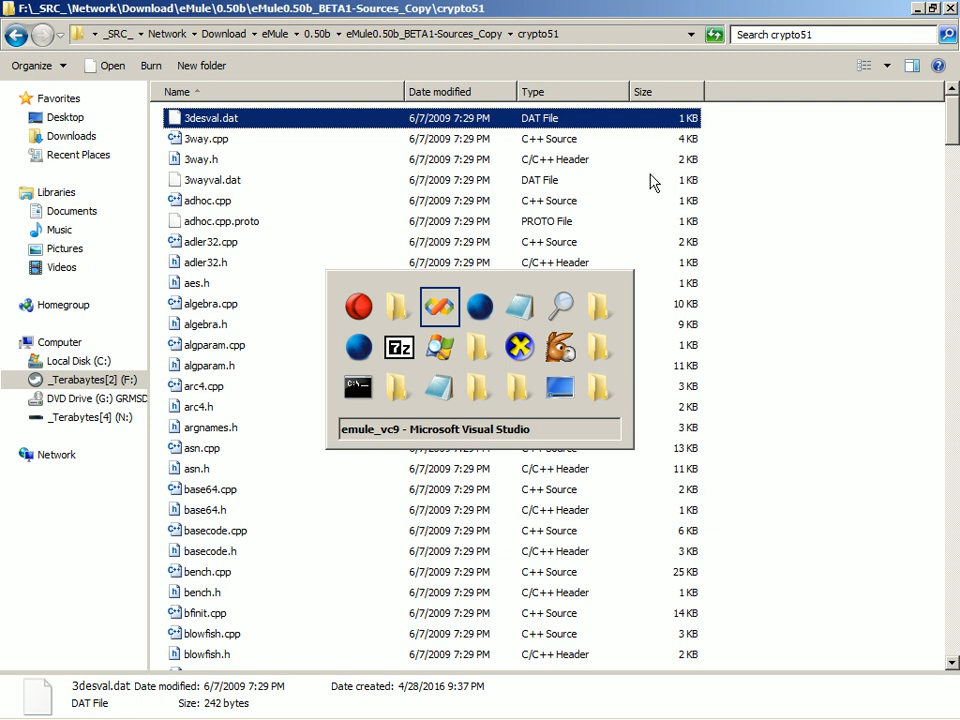 F:\_SRC_\Network\Download\eMule\0.50b\eMule0.50b_BETA1-Sources_Copy\crypto51
_SRC_ Network Download eMule 0.50b eMule0.50b_BETA1-Sources_Copy crypto51 Search crypto51
Organize Open Burn New folder
Favorites
Desktop
Downloads
Recent Places
Libraries
Documents
Music
Pictures
Videos
Homegroup
Computer
Local Disk (C:)
_Terabaytes[2] (F:)
DVD Drive (G:) GRMSD
_Terabytes[4] (N:)
Network
Name Date modified Type Size
3desval.dat 6/7/2009 7:29 PM DAT File 1 KB
3way.cpp 6/7/2009 7:29 PM C++ Source 4 KB
3way.h 6/7/2009 7:29 PM C/C++ Header 2 KB
3wayval.dat 6/7/2009 7:29 PM DAT File 1 KB
adhoc.cpp 6/7/2009 7:29 PM C++ Source 1 KB
adhoc.cpp.proto 6/7/2009 7:29 PM PROTO File 1 KB
adler32.cpp 6/7/2009 7:29 PM C++ Source 2 KB
adler32.h 6/7/2009 7:29 PM C/C++ Header 1 KB
aes.h 1 KB
algebra.cpp 10 KB
algebra.h 9 KB
algparam.cpp 1 KB
algparam.h 11 KB
arc4.cpp 3 KB
arc4.h 2 KB
argnames.h 3 KB
asn.cpp 13 KB
asn.h 6/7/2009 7:29 PM C/C++ Header 11 KB
base64.cpp 6/7/2009 7:29 PM C++ Source 2 KB
base64.h 6/7/2009 7:29 PM C/C++ Header 1 KB
basecode.cpp 6/7/2009 7:29 PM C++ Source 6 KB
basecode.h 6/7/2009 7:29 PM C/C++ Header 3 KB
bench.cpp 6/7/2009 7:29 PM C++ Source 25 KB
bench.h 6/7/2009 7:29 PM C/C++ Header 1 KB
bfinit.cpp 6/7/2009 7:29 PM C++ Source 14 KB
blowfish.cpp 6/7/2009 7:29 PM C++ Source 3 KB
blowfish.h 6/7/2009 7:29 PM C/C++ Header 2 KB
7z
C:\
emule_vc9 - Microsoft Visual Studio
3desval.dat Date modified: 6/7/2009 7:29 PM Date created: 4/28/2016 9:37 PM
DAT File Size: 242 bytes